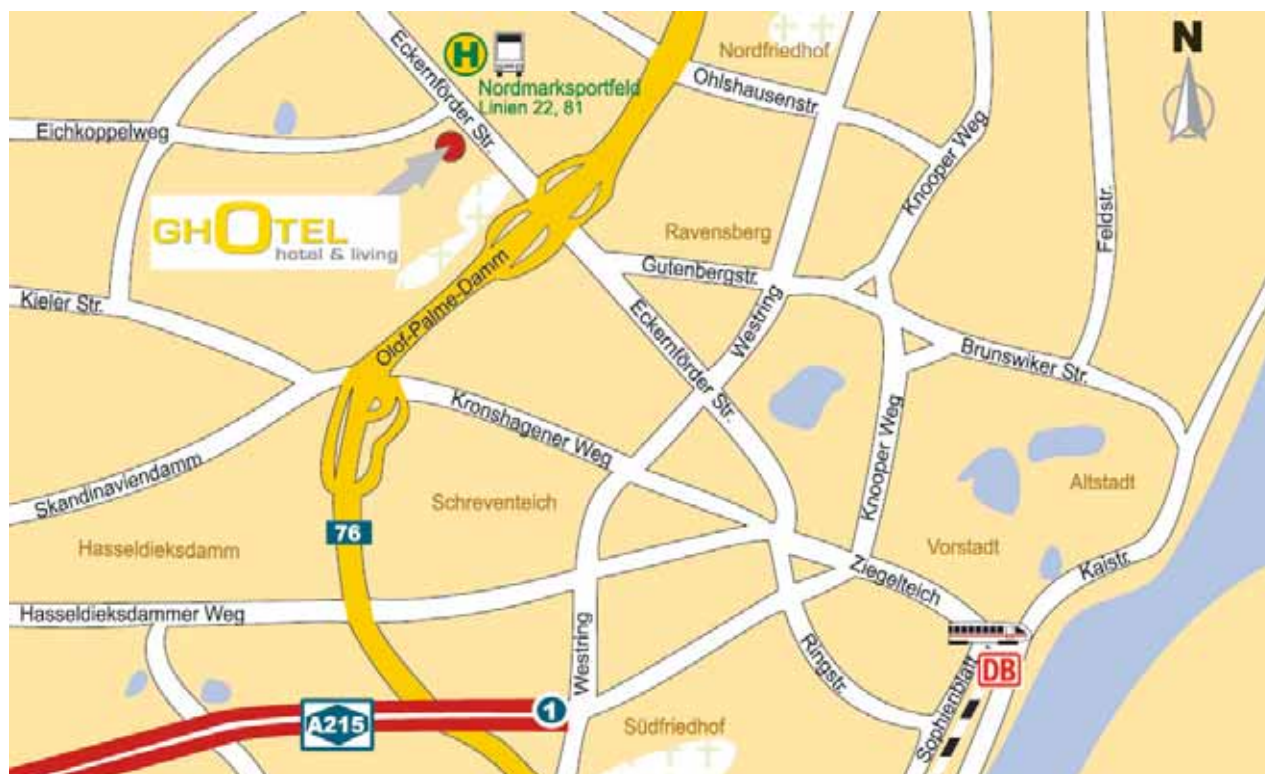 Nordfriedhof
N
Eckernförder Str.
H
Nordmarksportfeld
Linien 22, 81
Ohlshausenstr.
Eichkoppelweg
Knooper Weg
Feldstr.
GHOTEL
hotel & living
Ravensberg
Gutenbergstr.
Kieler Str.
Olof-Palme-Damm
Eckernförder Str.
Westring
Brunswiker Str.
Kronshagener Weg
Knooper Weg
Skandinaviendamm
Schreventeich
Altstadt
76
Hasseldieksdamm
Vorstadt
Ziegelteich
Kaistr.
Hasseldieksdammer Weg
Westring
Ringstr.
Sophienblatt
DB
A215
1
Südfriedhof